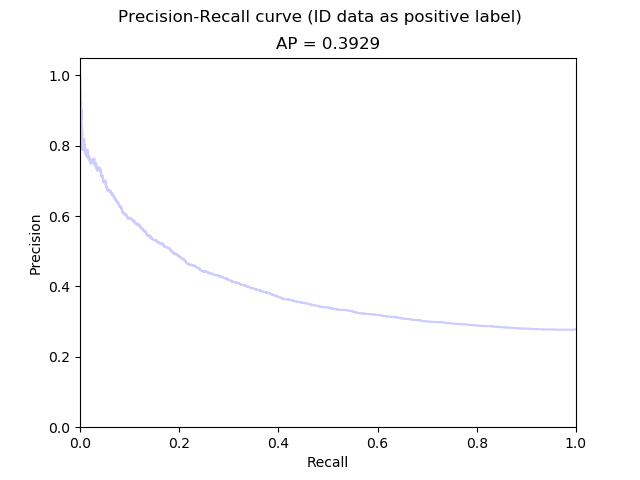 Precision-Recall curve (ID data as positive label)
AP = 0.3929
1.0
0.8
0.6
0.4
0.2
0.0
Precision
0.0 0.2 0.4 0.6 0.8 1.0
Recall